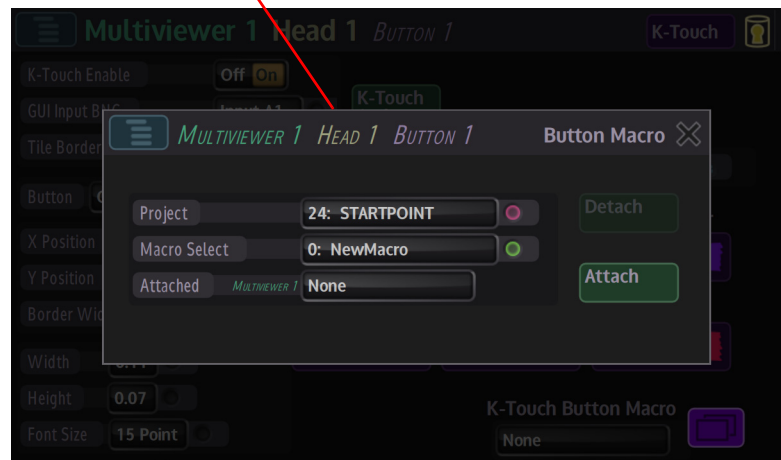 Multiviewer 1 Head 1 Button 1 K-Touch
K-Touch Enable Off On
K-Touch
GUI Input Input A1
Tile Border
Multiviewer 1 Head 1 Button 1 Button Macro
Button
Project 24: STARTPOINT Detach
X Position
Macro Select 0: NewMacro
Y Position
Attached Multiviewer 1 None Attach
Border
Width
Height 0.07
K-Touch Button Macro
Font Size 15 Point None